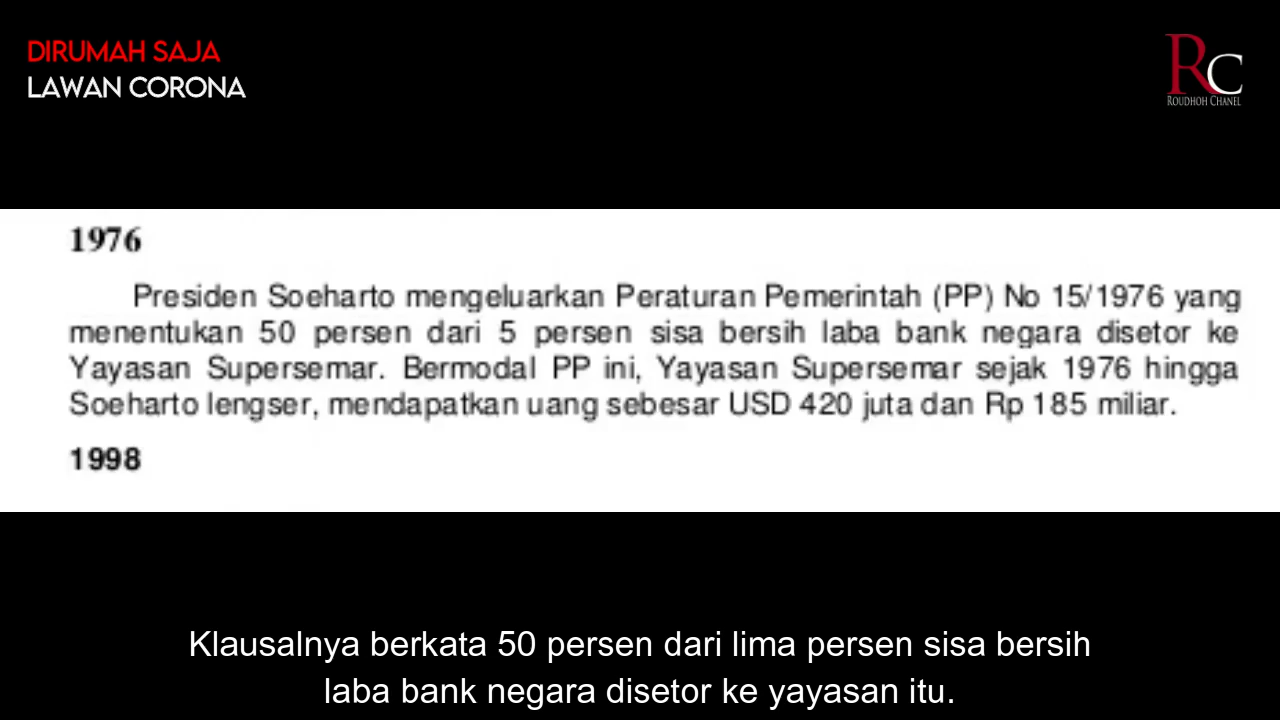 DIRUMAH SAJA
LAWAN CORONA
RC
ROUDHOH CHANEL
1976
Presiden Soeharto mengeluarkan Peraturan Pemerintah (PP) No 15/1976 yang
menentukan 50 persen dari 5 persen sisa bersih laba bank negara disetor ke
Yayasan Supersemar. Bermodal PP ini, Yayasan Supersemar sejak 1976 hingga
Soeharto lengser, mendapatkan uang sebesar USD 420 juta dan Rp 185 miliar.
1998
Klausalnya berkata 50 persen dari lima persen sisa bersih
laba bank negara disetor ke yayasan itu.